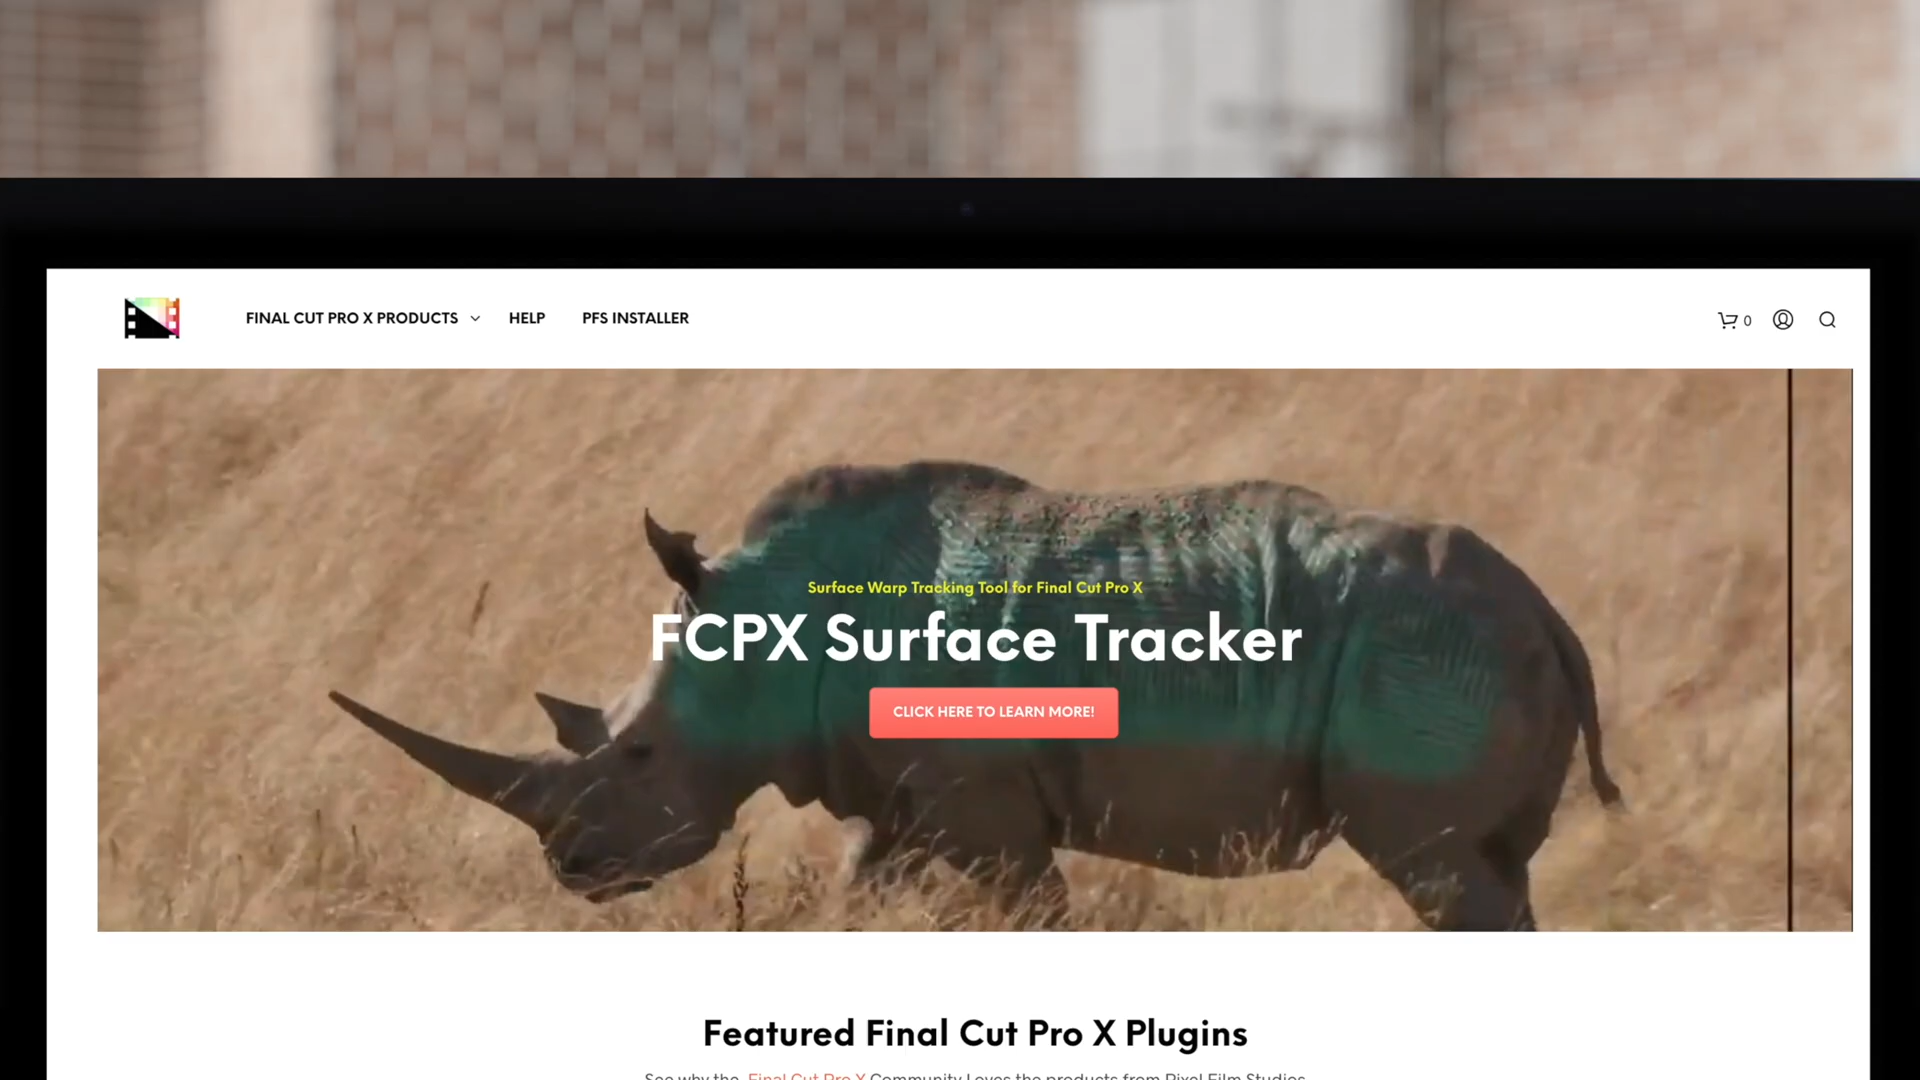 FINAL CUT PRO X PRODUCTS HELP PFS INSTALLER 0
Surface Warp Tracking Tool for Final Cut Pro X
FCPX Surface Tracker
CLICK HERE TO LEARN MORE!
Featured Final Cut Pro X Plugins
See why the Final Cut Pro X Community Loves the products from Pixel Film Studios